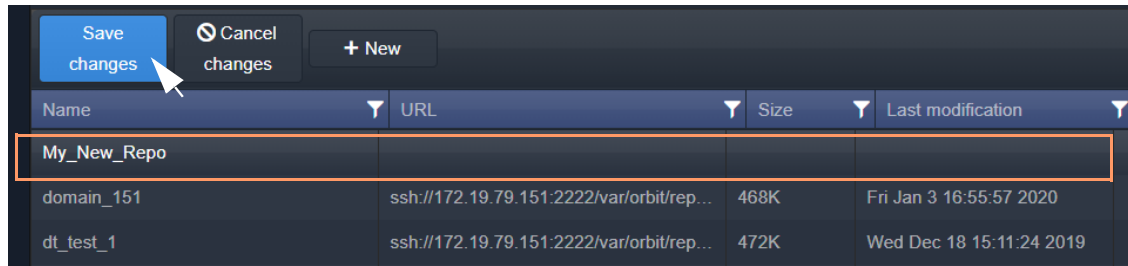 Save changes
Cancel changes
+ New
Name URL Size Last modification
My_New_Repo
domain_151 ssh://172.19.79.151:2222/var/orbit/rep... 468K Fri Jan 3 16:55:57 2020
dt_test_1 ssh://172.19.79.151:2222/var/orbit/rep... 472K Wed Dec 18 15:11:24 2019